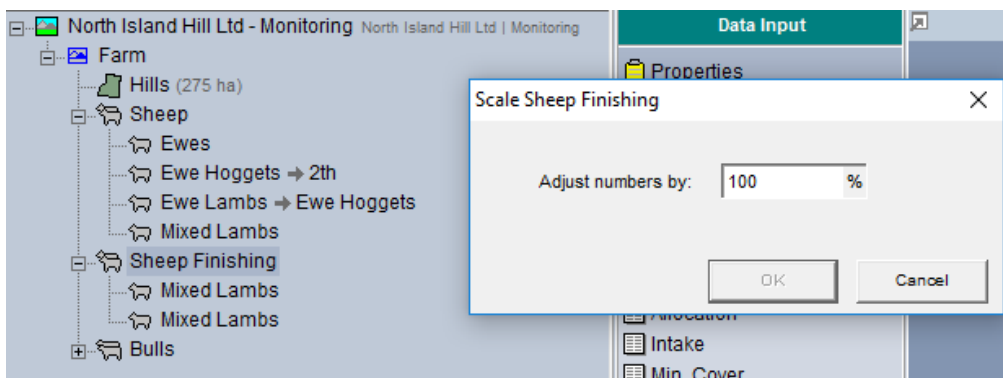 North Island Hill Ltd - Monitoring North Island Hill Ltd | Monitoring
Farm
Hills (275 ha)
Sheep
Ewes
Ewe Hoggets ➔ 2th
Ewe Lambs ➔ Ewe Hoggets
Mixed Lambs
Sheep Finishing
Mixed Lambs
Mixed Lambs
Bulls
Data Input
Properties
Scale Sheep Finishing
Adjust numbers by: 100 %
OK Cancel
Allocation
Intake
Min. Cover